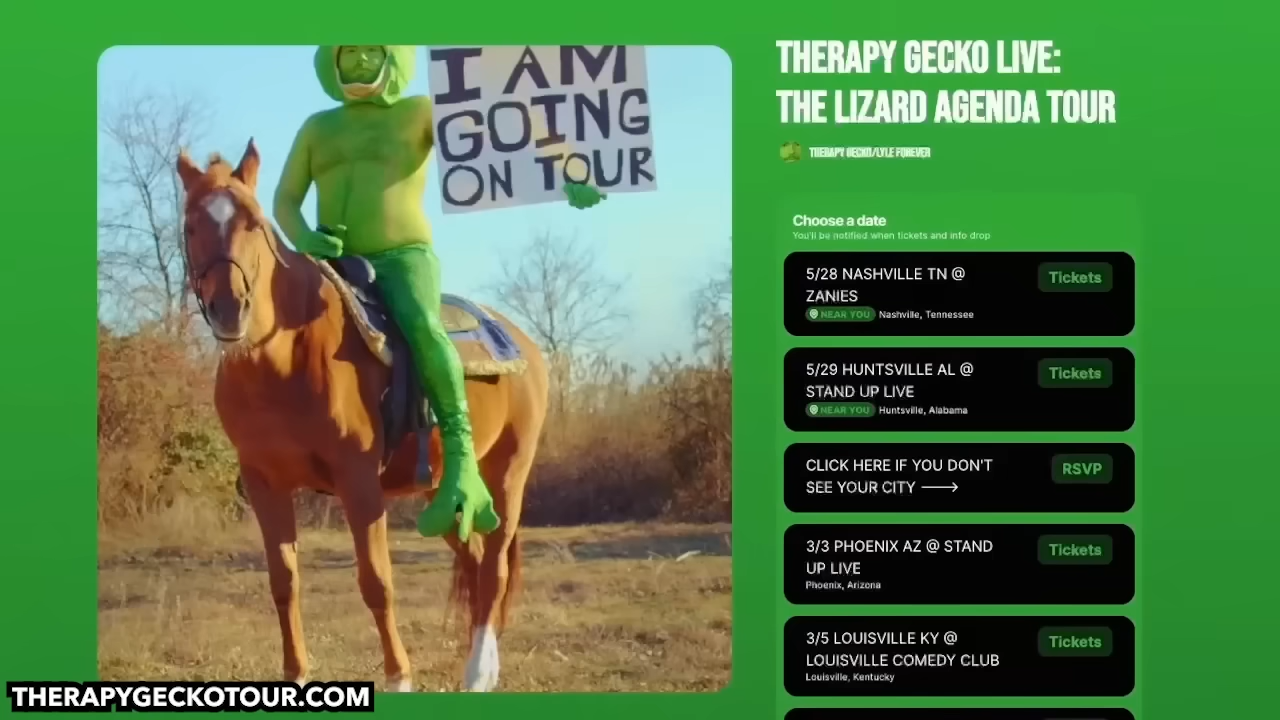 I AM
GOING
ON TOUR
THERAPY GECKO LIVE:
THE LIZARD AGENDA TOUR
THERAPY GECKO/LYLE FOREVER
Choose a date
You'll be notified when tickets and info drop
5/28 NASHVILLE TN @
ZANIES
Tickets
NEAR YOU Nashville, Tennessee
5/29 HUNTSVILLE AL @
STAND UP LIVE
Tickets
NEAR YOU Huntsville, Alabama
CLICK HERE IF YOU DON'T
SEE YOUR CITY ⟶
RSVP
3/3 PHOENIX AZ @ STAND
UP LIVE
Tickets
Phoenix, Arizona
3/5 LOUISVILLE KY @
LOUISVILLE COMEDY CLUB
Tickets
Louisville, Kentucky
THERAPYGECKOTOUR.COM